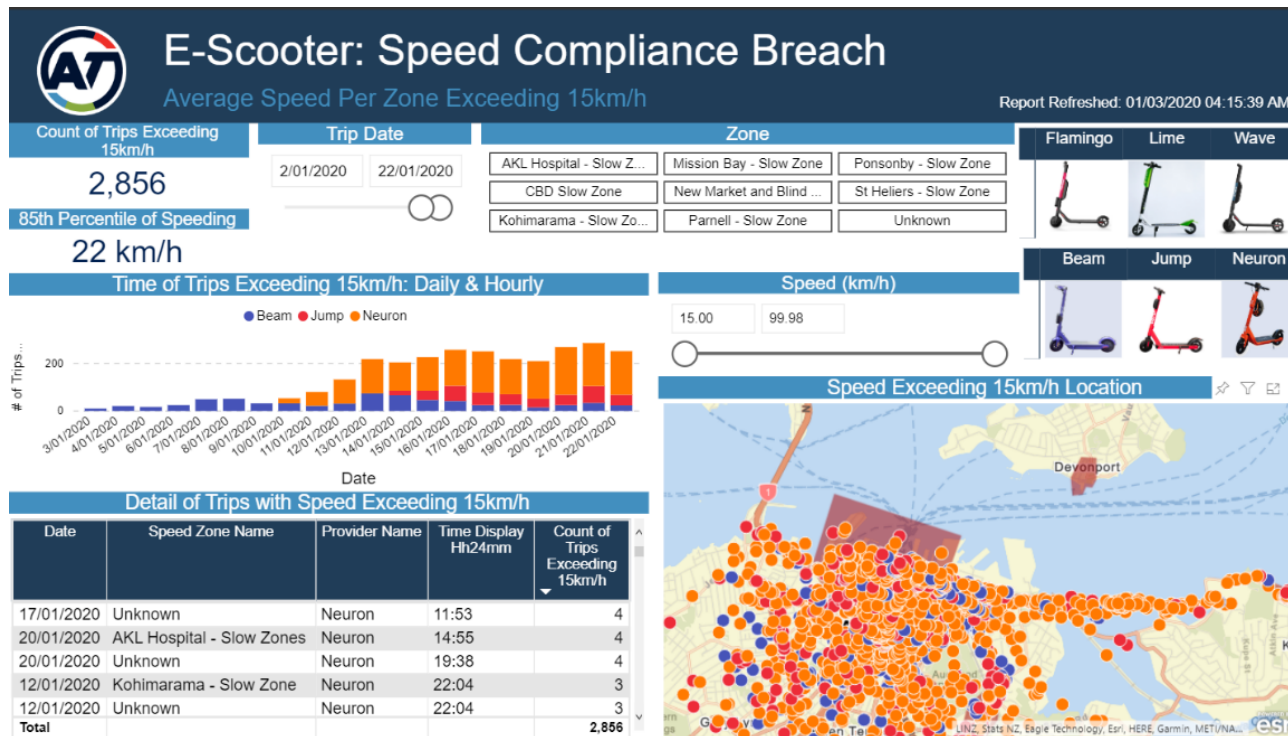 AT
E-Scooter: Speed Compliance Breach
Average Speed Per Zone Exceeding 15km/h
Report Refreshed: 01/03/2020 04:15:39 AM
Count of Trips Exceeding
15km/h
2,856
85th Percentile of Speeding
22 km/h
Trip Date
2/01/2020 22/01/2020
Zone
AKL Hospital - Slow Z... Mission Bay - Slow Zone Ponsonby - Slow Zone
CBD Slow Zone New Market and Blind ... St Heliers - Slow Zone
Kohimarama - Slow Zo... Parnell - Slow Zone Unknown
Flamingo Lime Wave
Beam Jump Neuron
Time of Trips Exceeding 15km/h: Daily & Hourly
Beam Jump Neuron
# of Trips...
200
0
3/01/2020 4/01/2020 5/01/2020 6/01/2020 7/01/2020 8/01/2020 9/01/2020 10/01/2020 11/01/2020 12/01/2020 13/01/2020 14/01/2020 15/01/2020 16/01/2020 17/01/2020 18/01/2020 19/01/2020 20/01/2020 21/01/2020 22/01/2020
Date
Speed (km/h)
15.00 99.98
Detail of Trips with Speed Exceeding 15km/h
Date Speed Zone Name Provider Name Time Display Hh24mm Count of Trips Exceeding 15km/h
17/01/2020 Unknown Neuron 11:53 4
20/01/2020 AKL Hospital - Slow Zones Neuron 14:55 4
20/01/2020 Unknown Neuron 19:38 4
12/01/2020 Kohimarama - Slow Zone Neuron 22:04 3
12/01/2020 Unknown Neuron 22:04 3
Total 2,856
Speed Exceeding 15km/h Location
Devonport
1
LINZ, Stats NZ, Eagle Technology, Esri, HERE, Garmin, METI/NA...
esri